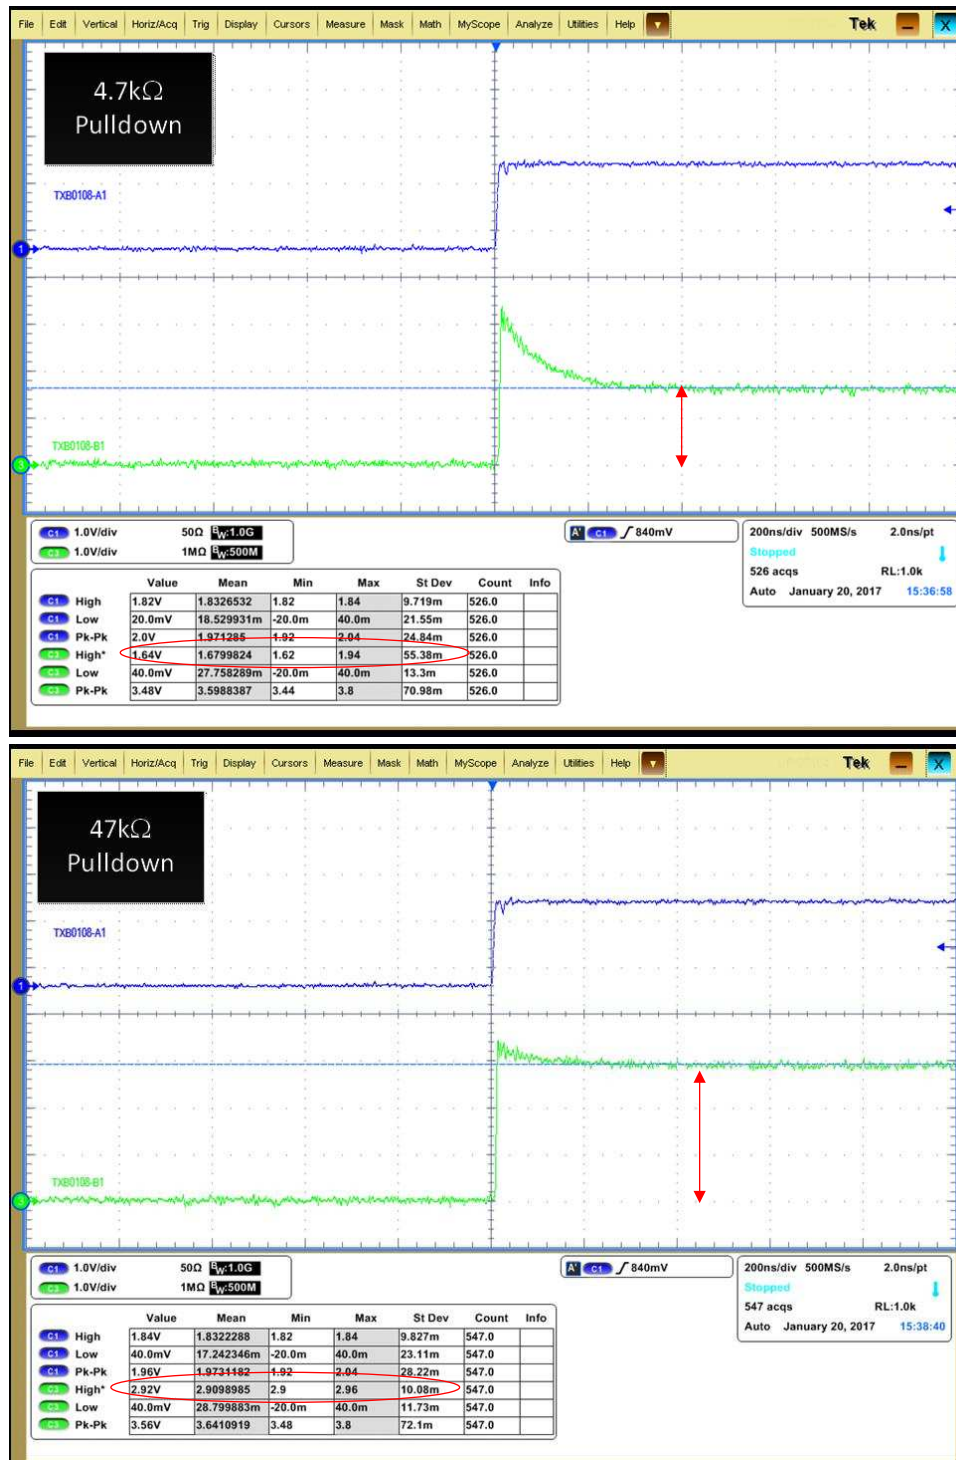 File Edit Vertical Horiz/Acq Trig Display Cursors Measure Mask Math MyScope Analyze Utilities Help Tek X
4.7kΩ
Pulldown
TXB0108-A1
1
TXB0108-B1
3
C1 1.0V/div 50Ω BW:1.0G
C3 1.0V/div 1MΩ BW:500M
A' C1 840mV
200ns/div 500MS/s 2.0ns/pt
Stopped
526 acqs RL:1.0k
Auto January 20, 2017 15:36:58
Value Mean Min Max St Dev Count Info
C1 High 1.82V 1.8326532 1.82 1.84 9.719m 526.0
C1 Low 20.0mV 18.529931m -20.0m 40.0m 21.55m 526.0
C1 Pk-Pk 2.0V 1.971285 1.92 2.04 24.84m 526.0
C3 High* 1.64V 1.6799824 1.62 1.94 55.38m 526.0
C3 Low 40.0mV 27.758289m -20.0m 40.0m 13.3m 526.0
C3 Pk-Pk 3.48V 3.5988387 3.44 3.8 70.98m 526.0
File Edit Vertical Horiz/Acq Trig Display Cursors Measure Mask Math MyScope Analyze Utilities Help Tek X
47kΩ
Pulldown
TXB0108-A1
1
TXB0108-B1
3
C1 1.0V/div 50Ω BW:1.0G
C3 1.0V/div 1MΩ BW:500M
A' C1 840mV
200ns/div 500MS/s 2.0ns/pt
Stopped
547 acqs RL:1.0k
Auto January 20, 2017 15:38:40
Value Mean Min Max St Dev Count Info
C1 High 1.84V 1.8322288 1.82 1.84 9.827m 547.0
C1 Low 40.0mV 17.242346m -20.0m 40.0m 23.11m 547.0
C1 Pk-Pk 1.96V 1.9731182 1.92 2.04 28.22m 547.0
C3 High* 2.92V 2.9098985 2.9 2.96 10.08m 547.0
C3 Low 40.0mV 28.799883m -20.0m 40.0m 11.73m 547.0
C3 Pk-Pk 3.56V 3.6410919 3.48 3.8 72.1m 547.0